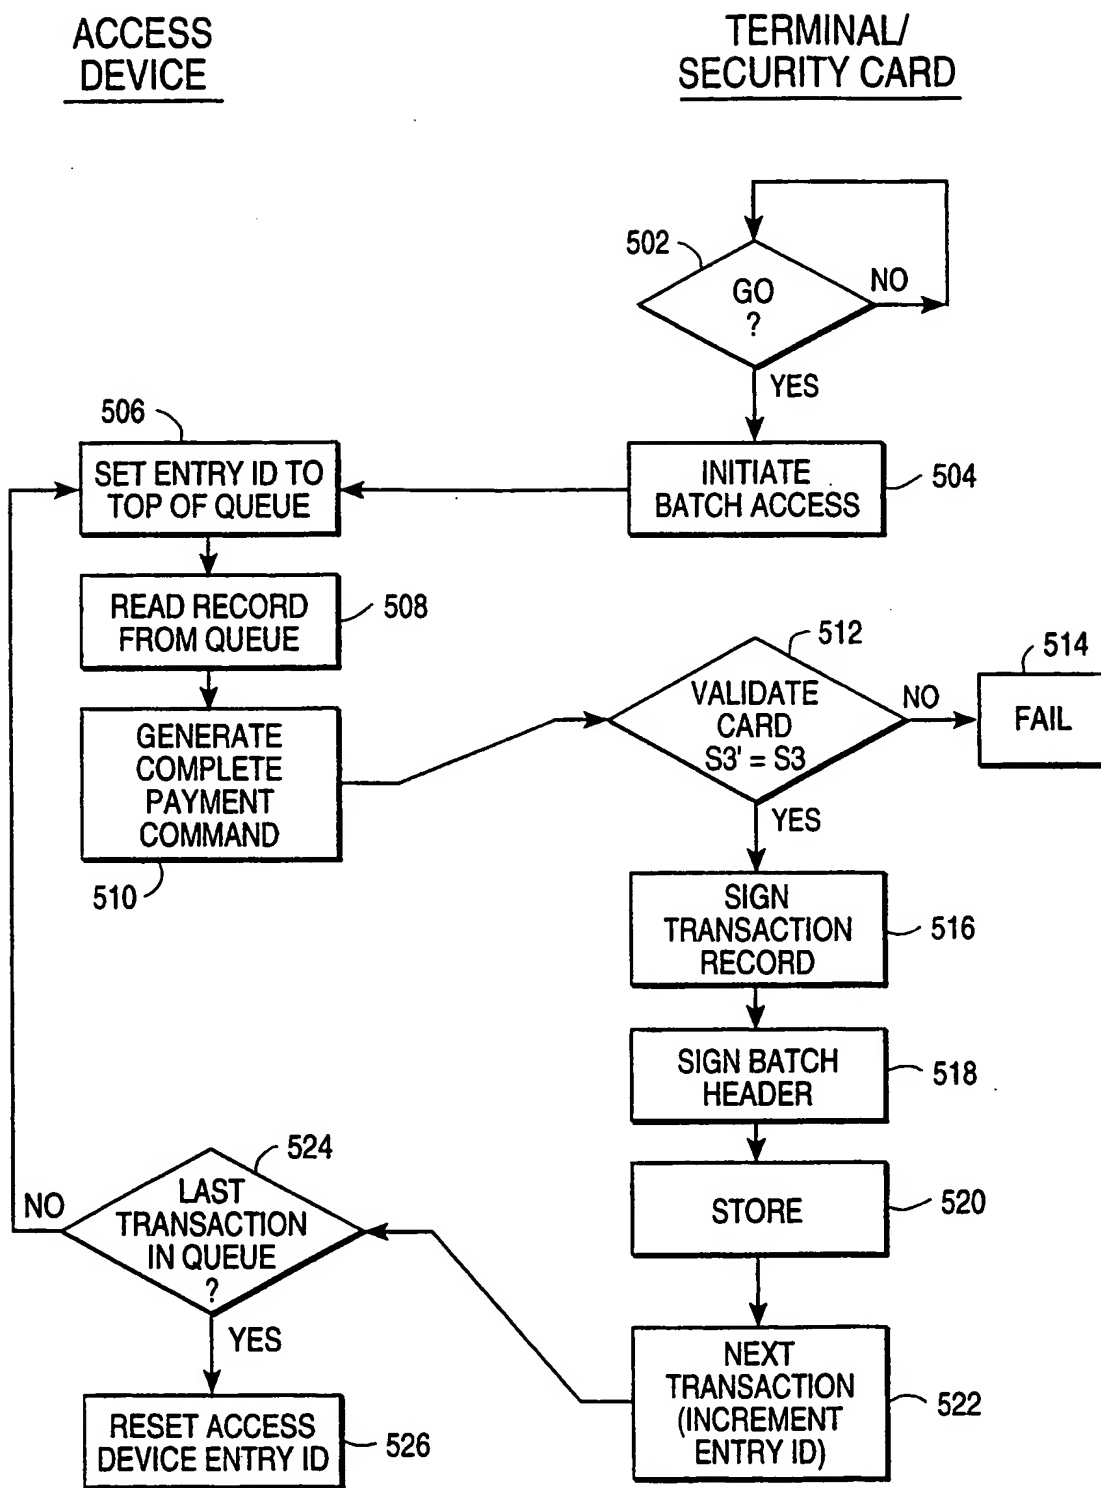 ACCESS
DEVICE
TERMINAL/
SECURITY CARD
502
GO
?
NO
YES
506
SET ENTRY ID TO
TOP OF QUEUE
INITIATE
BATCH ACCESS
504
READ RECORD
FROM QUEUE
508
GENERATE
COMPLETE
PAYMENT
COMMAND
510
512
VALIDATE
CARD
S3' = S3
NO
514
FAIL
YES
SIGN
TRANSACTION
RECORD
516
SIGN BATCH
HEADER
518
STORE
520
524
LAST
TRANSACTION
IN QUEUE
?
NO
YES
NEXT
TRANSACTION
(INCREMENT
ENTRY ID)
522
RESET ACCESS
DEVICE ENTRY ID
526